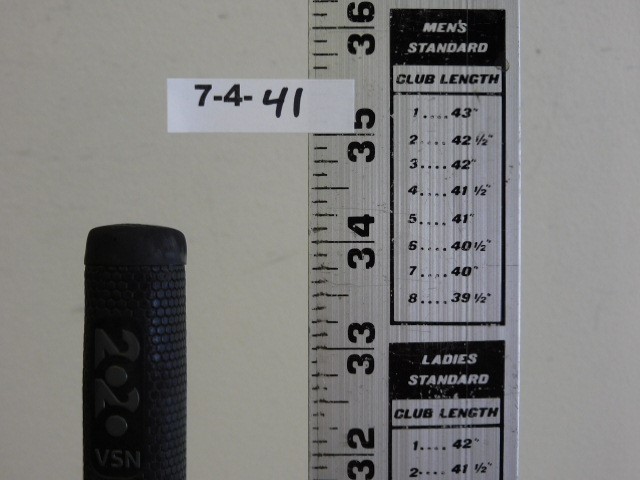 36
7-4-41
35
34
33
32
MEN'S
STANDARD
CLUB LENGTH
1....43"
2....42 ½"
3....42"
4....41 ½"
5....41"
6....40 ½"
7....40"
8....39 ½"
LADIES
STANDARD
CLUB LENGTH
1....42"
2....41 ½"
2.2.
VSN